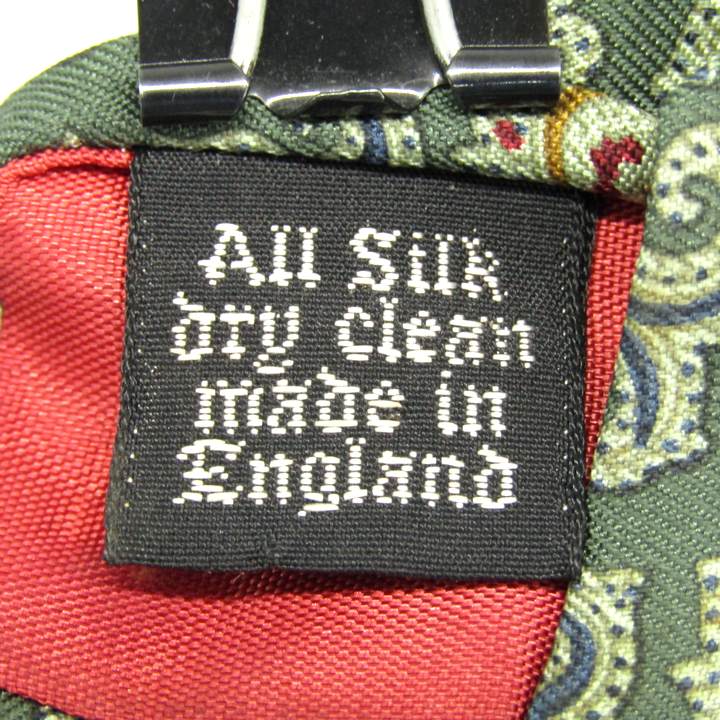 All Silk
dry clean
made in
England